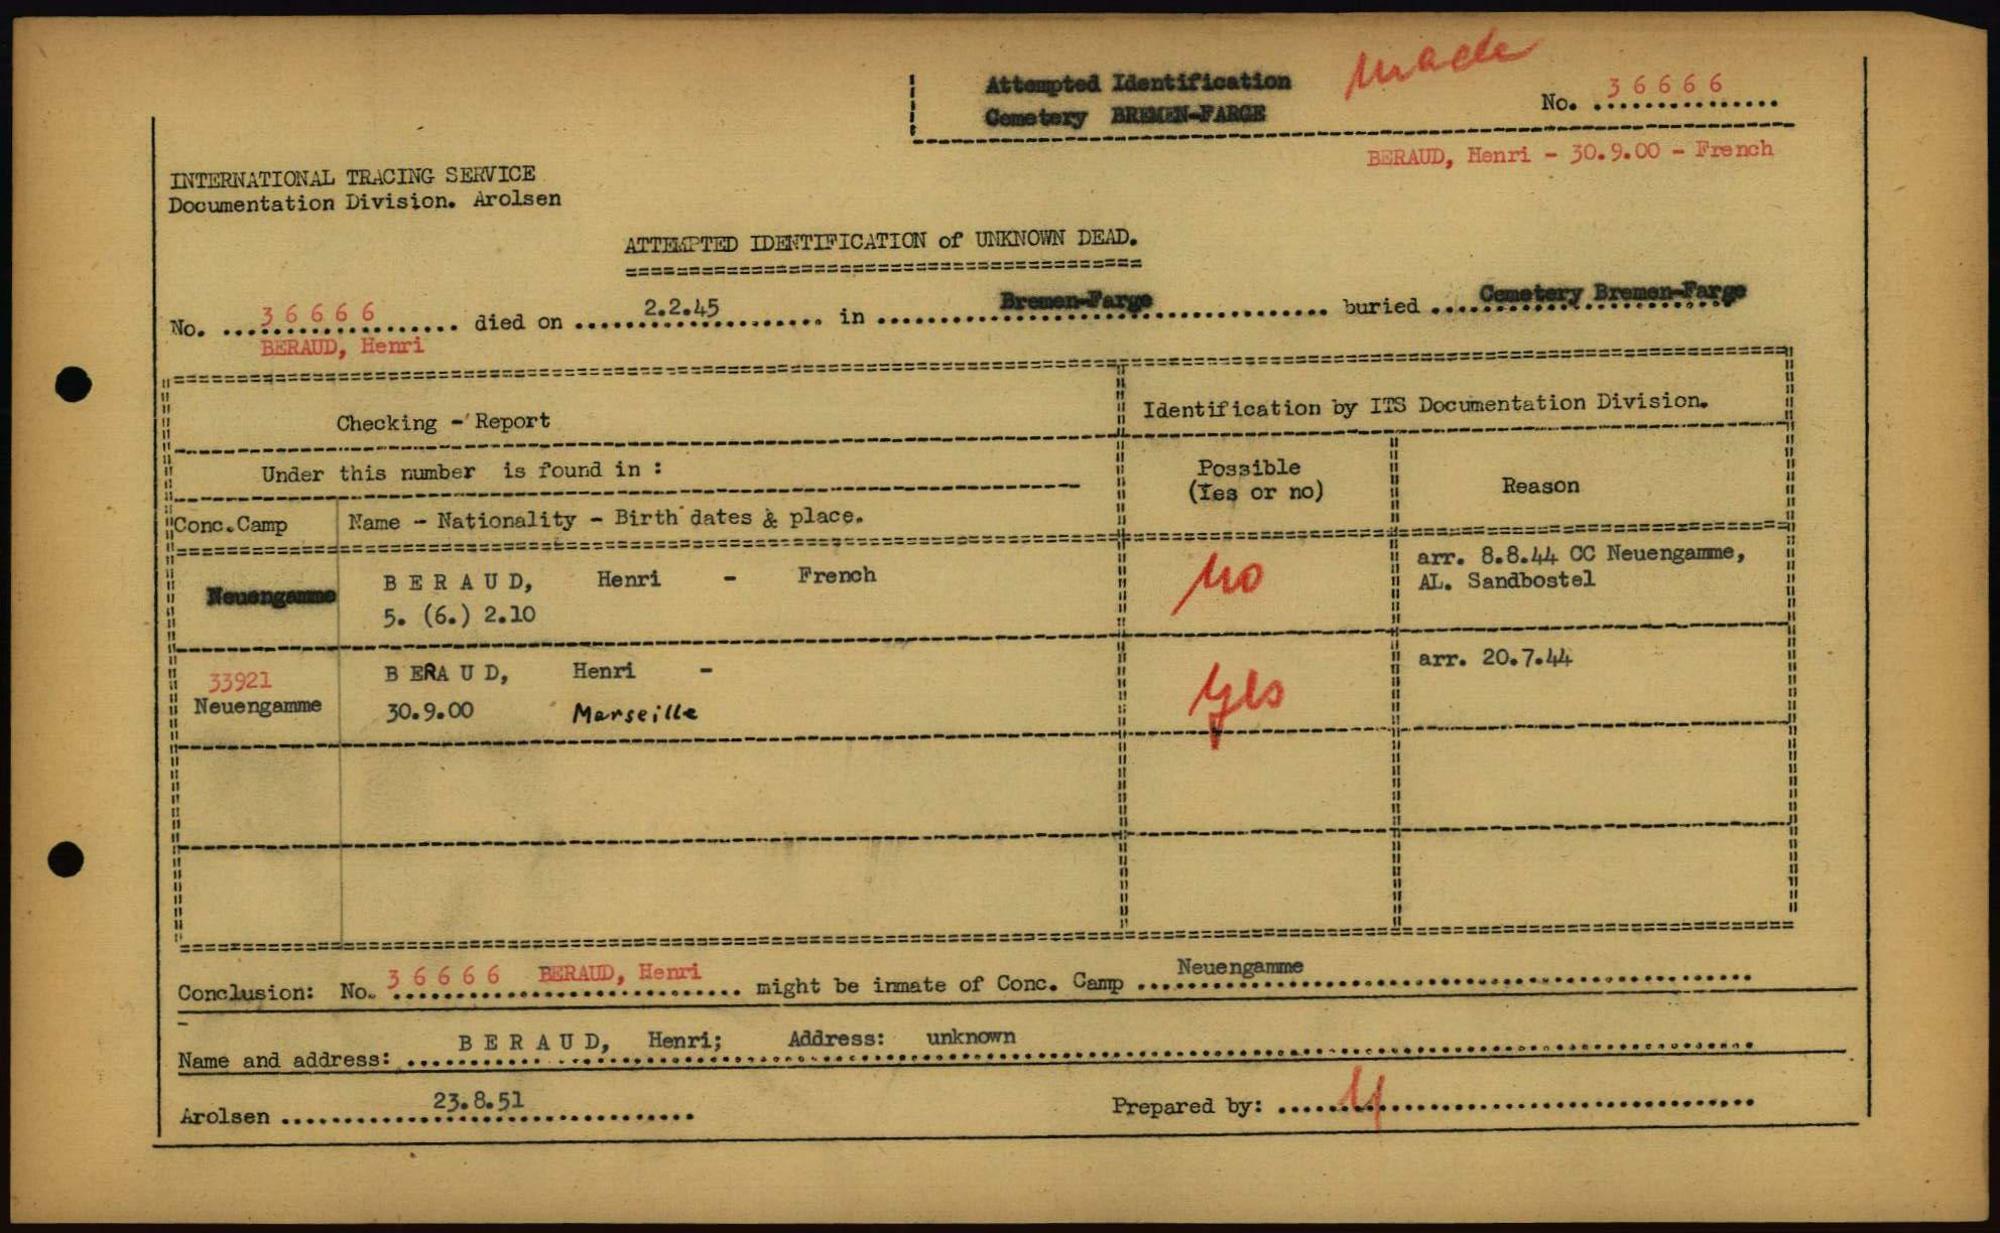 Attempted Identification made
Cemetery BREMEN-FARGE
No. 36666
BERAUD, Henri - 30.9.00 - French
INTERNATIONAL TRACING SERVICE
Documentation Division. Arolsen
ATTEMPTED IDENTIFICATION of UNKNOWN DEAD.
No. 36666 died on 2.2.45 in Bremen-Farge buried Cemetery Bremen-Farge
BERAUD, Henri
Checking - Report
Identification by ITS Documentation Division.
Under this number is found in :
Possible
(Yes or no)
Reason
Conc.Camp Name - Nationality - Birth dates & place.
Neuengamme B E R A U D, Henri - French
5. (6.) 2.10
no
arr. 8.8.44 CC Neuengamme,
AL. Sandbostel
33921
Neuengamme
B ERA U D, Henri -
30.9.00 Marseille
yes
arr. 20.7.44
Conclusion: No. 36666 BERAUD, Henri might be inmate of Conc. Camp Neuengamme
Name and address: B E R A U D, Henri; Address: unknown
Arolsen 23.8.51 Prepared by: